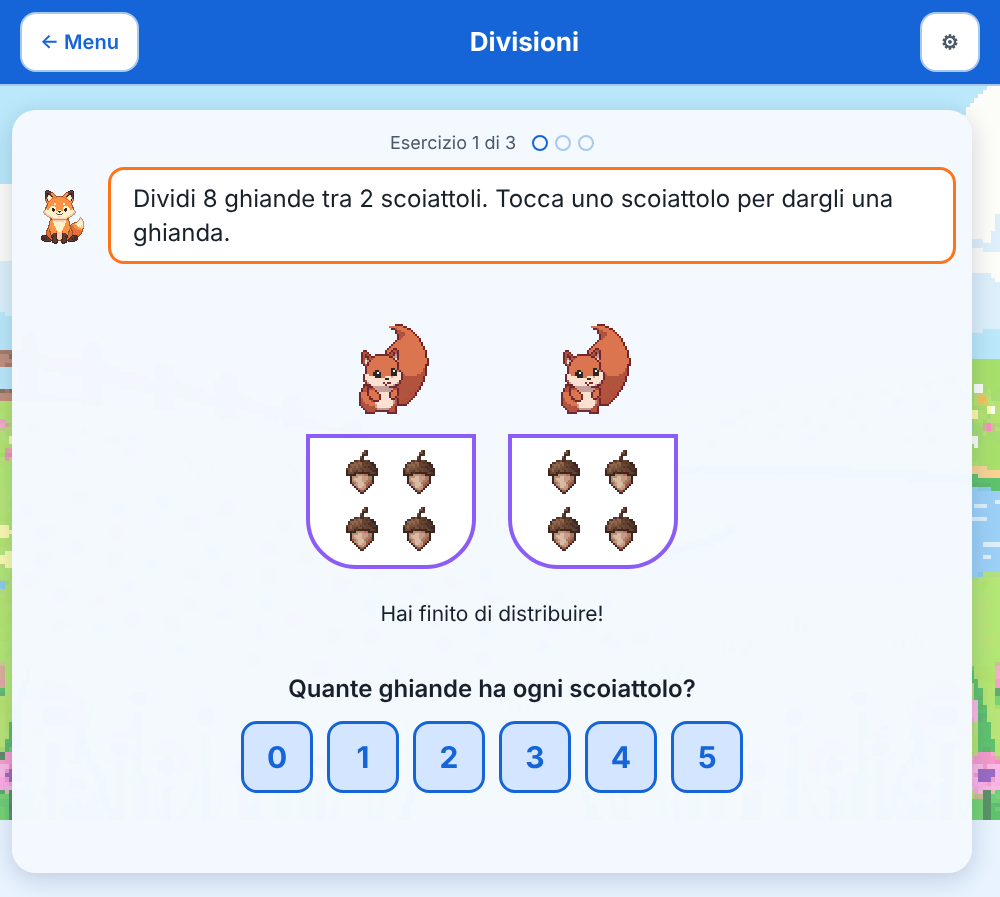 ← Menu
Divisioni
Esercizio 1 di 3
Dividi 8 ghiande tra 2 scoiattoli. Tocca uno scoiattolo per dargli una
ghianda.
Hai finito di distribuire!
Quante ghiande ha ogni scoiattolo?
0 1 2 3 4 5